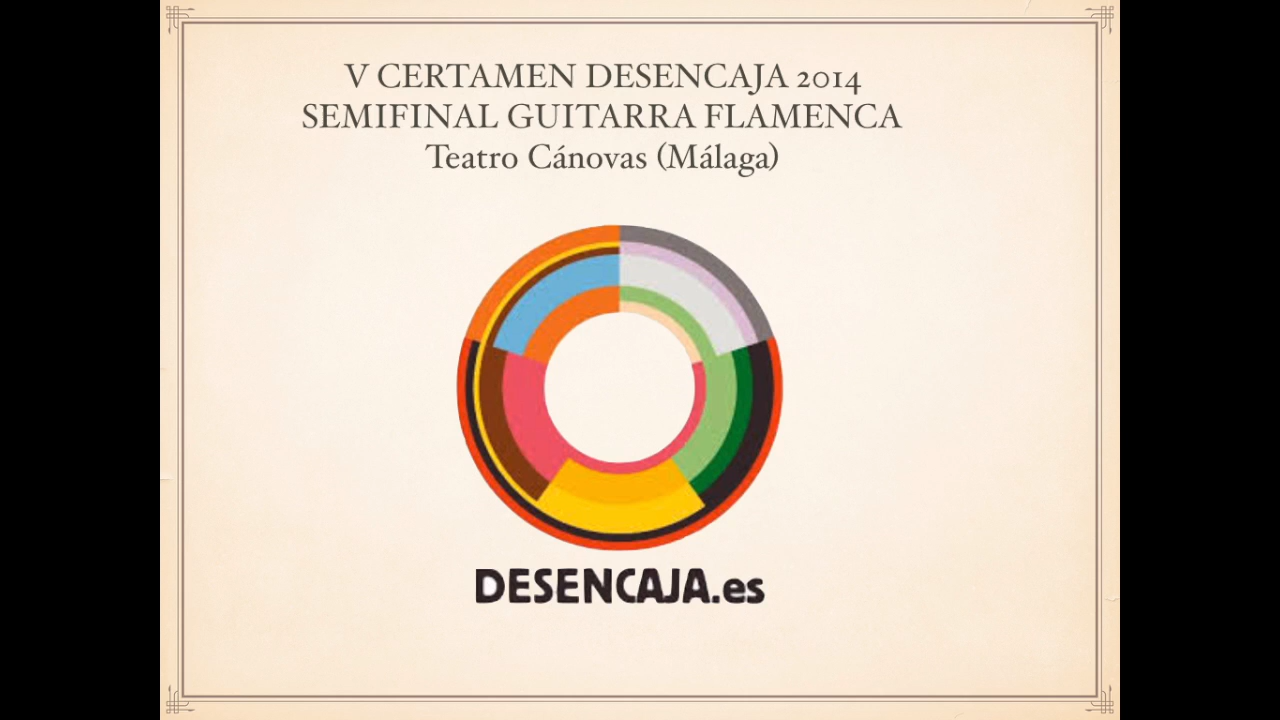 V CERTAMEN DESENCAJA 2014
SEMIFINAL GUITARRA FLAMENCA
Teatro Cánovas (Málaga)
DESENCAJA.es